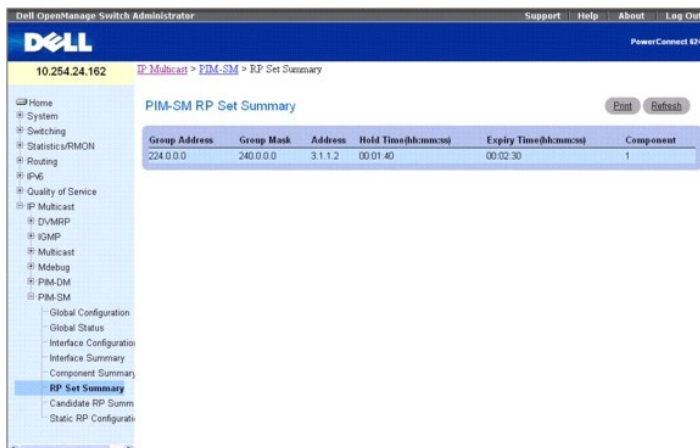 Dell OpenManage Switch Administrator
Support Help About Log Out
DELL
PowerConnect 624
10.254.24.162
IP Multicast > PIM-SM > RP Set Summary
Home
System
Switching
Statistics/RMON
Routing
IPv6
Quality of Service
IP Multicast
DVMRP
IGMP
Multicast
Mdebug
PIM-DM
PIM-SM
Global Configuration
Global Status
Interface Configuration
Interface Summary
Component Summary
RP Set Summary
Candidate RP Summ
Static RP Configurati
PIM-SM RP Set Summary
Print Refresh
Group Address Group Mask Address Hold Time(hh:mm:ss) Expiry Time(hh:mm:ss) Component
224.0.0.0 240.0.0.0 3.1.1.2 00:01:40 00:02:30 1